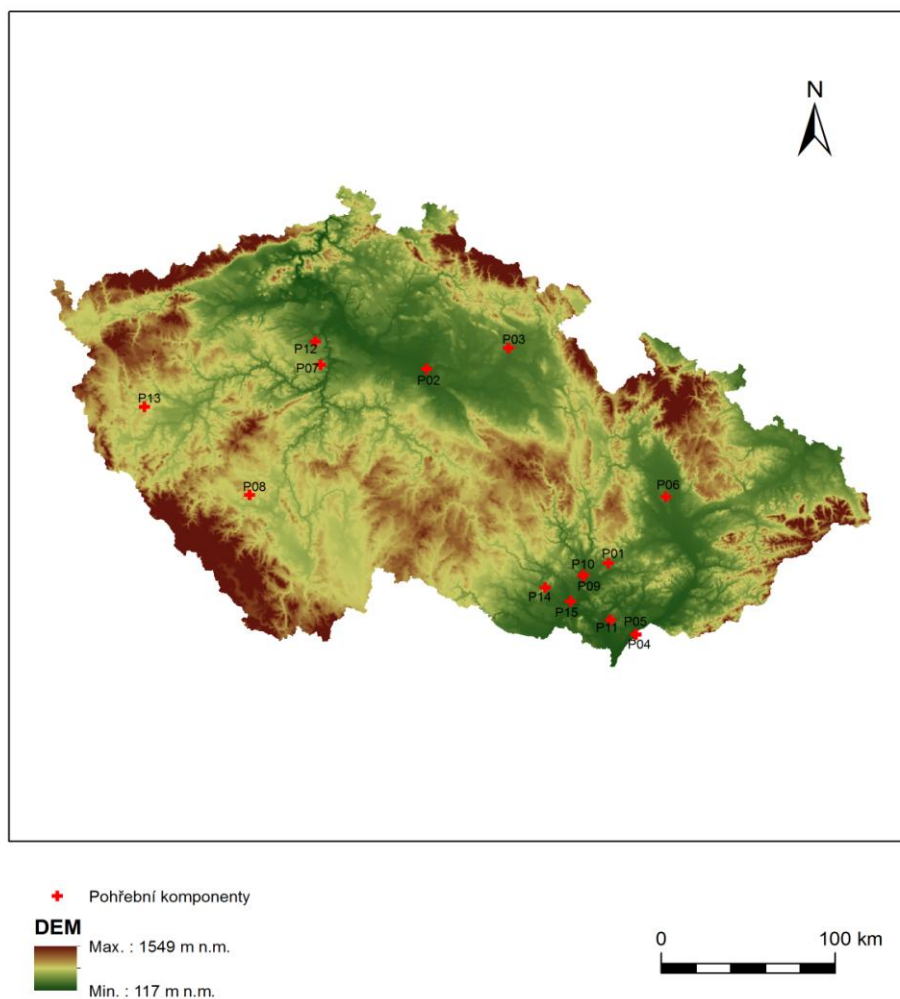 N
P12
P03
P07
P02
P13
P08
P06
P01
P10
P09
P14
P15
P05
P11
P04
Pohřební komponenty
DEM
Max. : 1549 m n.m.
Min. : 117 m n.m.
0 100 km